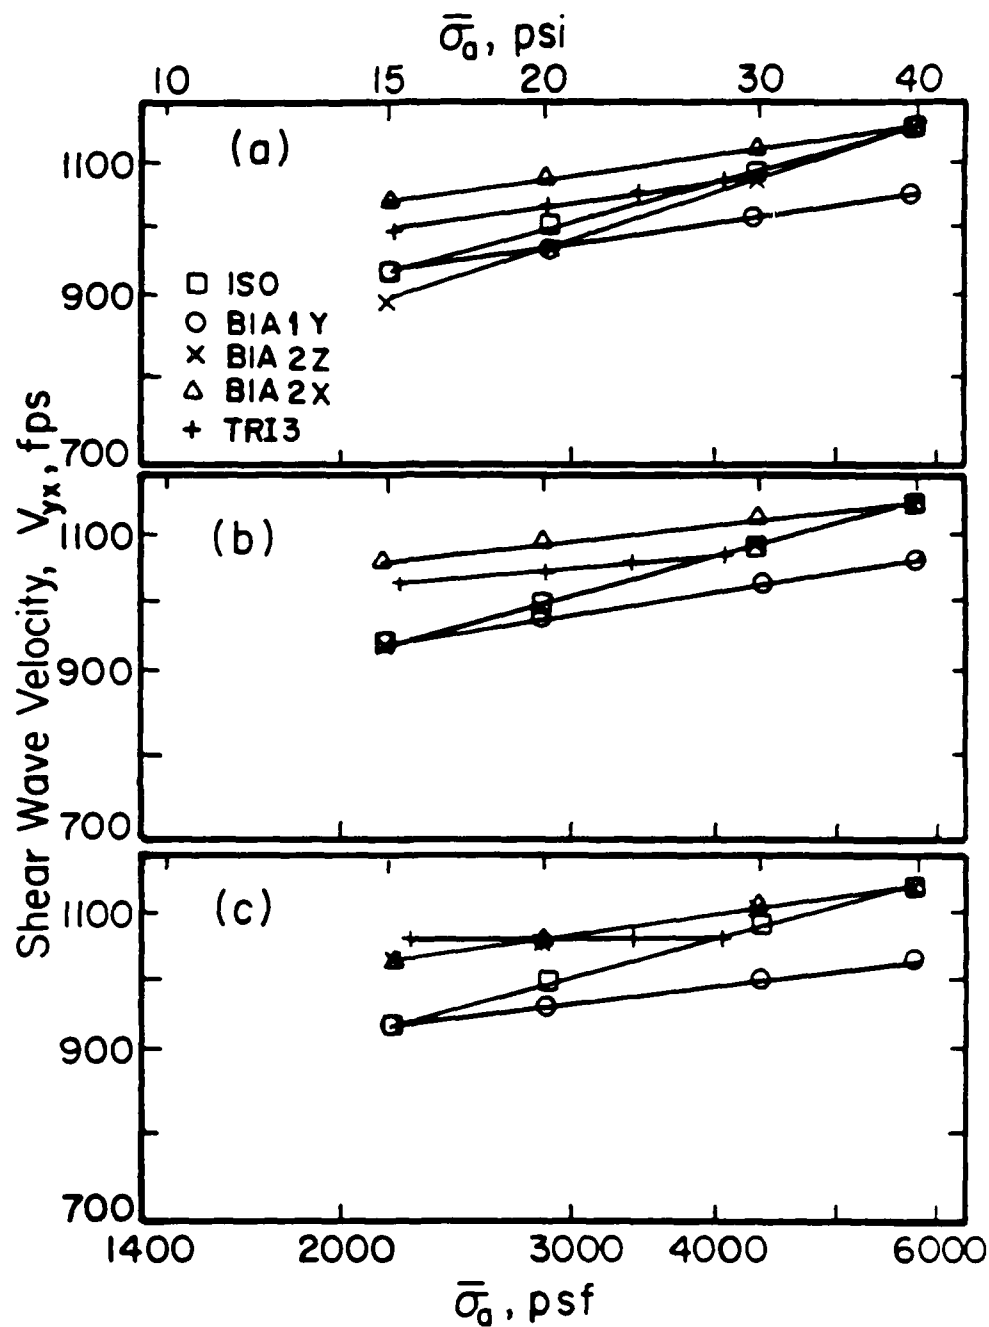 σ̄a, psi
10 15 20 30 40
(a)
1100
900
700
ISO
BIA1Y
BIA2Z
BIA2X
TRI3
Shear Wave Velocity, Vyx, fps
(b)
1100
900
700
(c)
1100
900
700
1400 2000 3000 4000 6000
σ̄a, psf